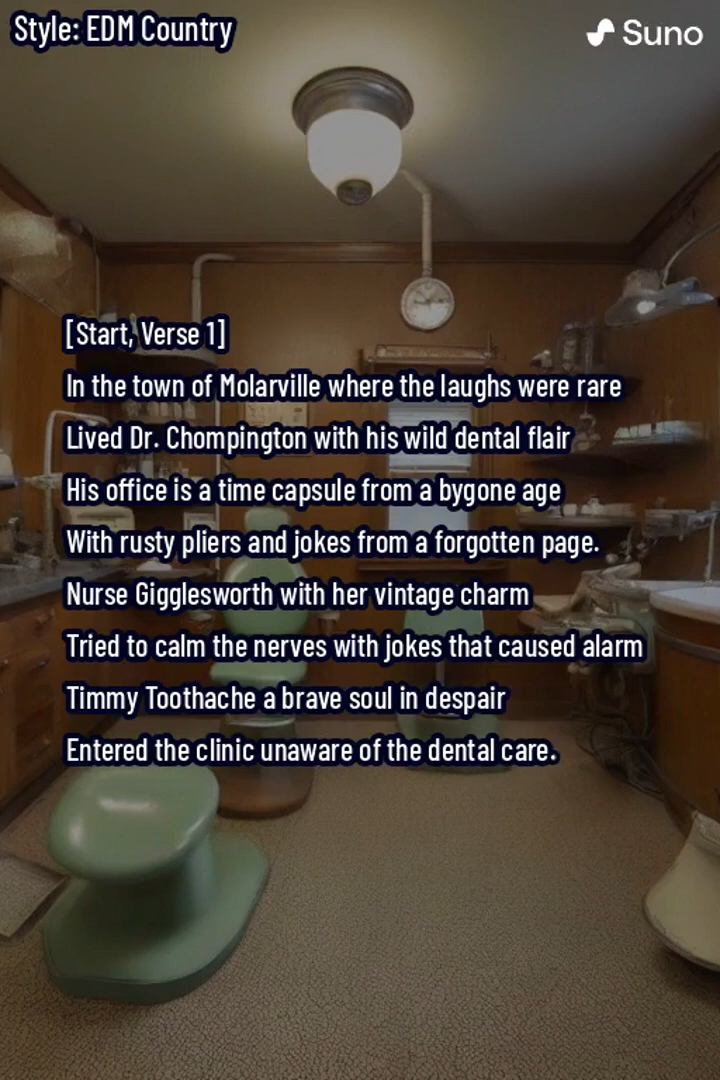 Style: EDM Country
Suno
[Start, Verse 1]
In the town of Molarville where the laughs were rare
Lived Dr. Chompington with his wild dental flair
His office is a time capsule from a bygone age
With rusty pliers and jokes from a forgotten page.
Nurse Gigglesworth with her vintage charm
Tried to calm the nerves with jokes that caused alarm
Timmy Toothache a brave soul in despair
Entered the clinic unaware of the dental care.